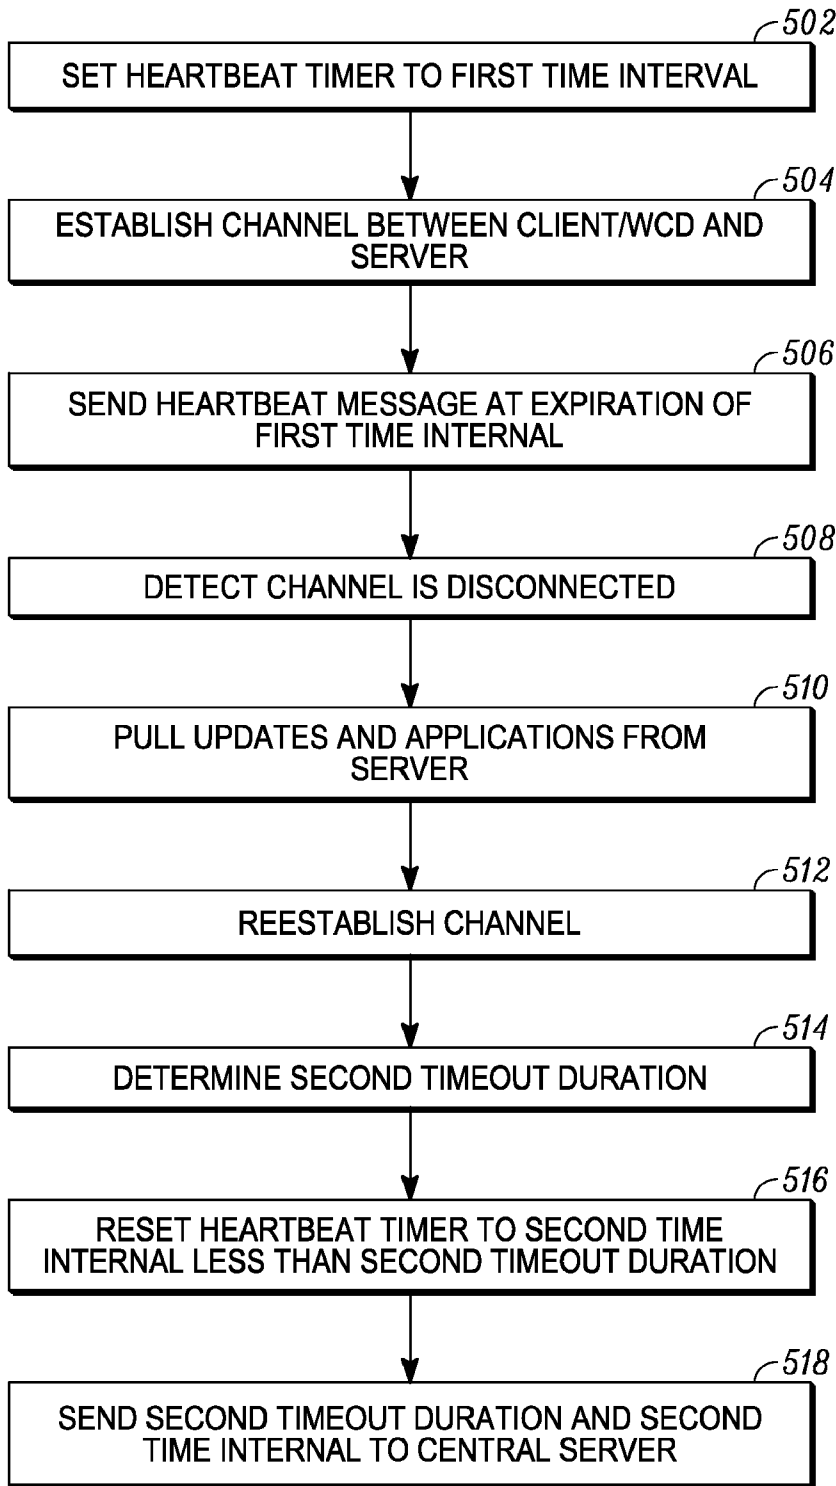 502
SET HEARTBEAT TIMER TO FIRST TIME INTERVAL
504
ESTABLISH CHANNEL BETWEEN CLIENT/WCD AND
SERVER
506
SEND HEARTBEAT MESSAGE AT EXPIRATION OF
FIRST TIME INTERNAL
508
DETECT CHANNEL IS DISCONNECTED
510
PULL UPDATES AND APPLICATIONS FROM
SERVER
512
REESTABLISH CHANNEL
514
DETERMINE SECOND TIMEOUT DURATION
516
RESET HEARTBEAT TIMER TO SECOND TIME
INTERNAL LESS THAN SECOND TIMEOUT DURATION
518
SEND SECOND TIMEOUT DURATION AND SECOND
TIME INTERNAL TO CENTRAL SERVER